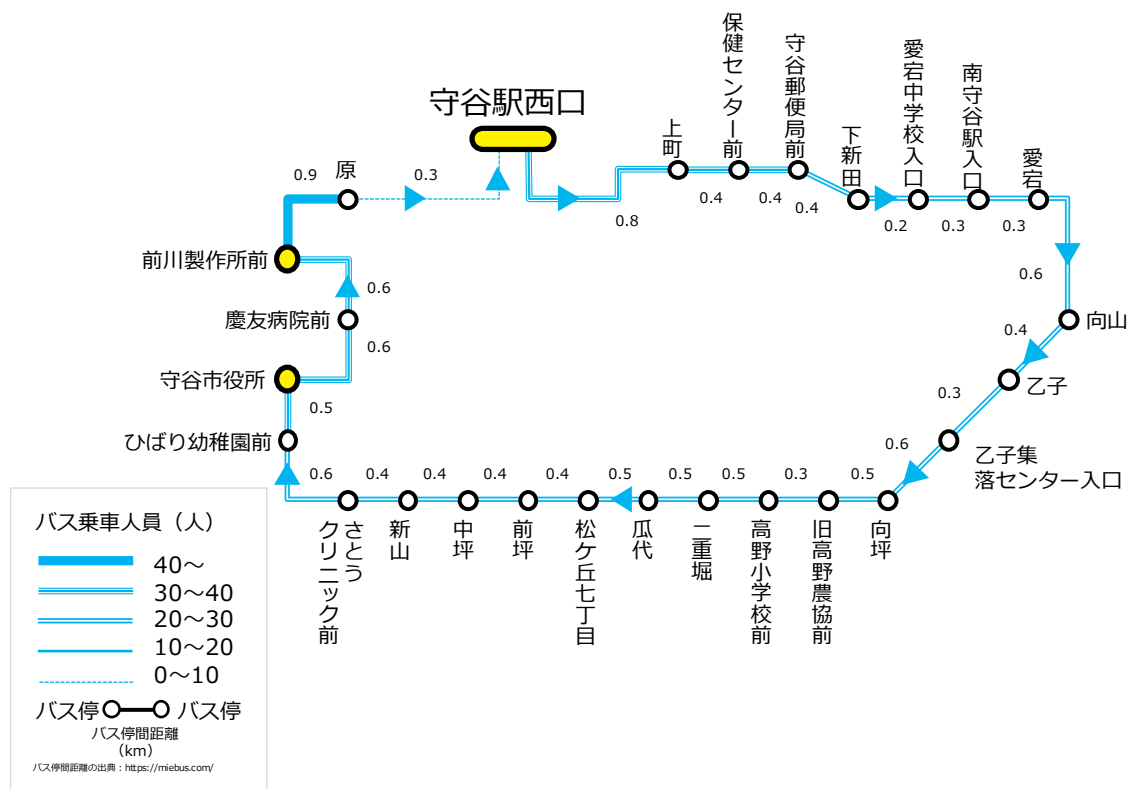 守谷駅西口
上町
保健センター前
守谷郵便局前
下新田
愛宕中学校入口
南守谷駅入口
愛宕
向山
乙子
乙子集
落センター入口
向坪
旧高野農協前
高野小学校前
二重堀
瓜代
松ケ丘七丁目
前坪
中坪
新山
さとう
クリニック前
ひばり幼稚園前
守谷市役所
慶友病院前
前川製作所前
原
0.8
0.4
0.4
0.4
0.2
0.3
0.3
0.6
0.4
0.3
0.6
0.5
0.3
0.5
0.5
0.5
0.4
0.4
0.4
0.4
0.6
0.5
0.6
0.6
0.9
0.3
バス乗車人員（人）
40～
30～40
20～30
10～20
0～10
バス停 バス停
バス停間距離
（km）
バス停間距離の出典：https://miebus.com/